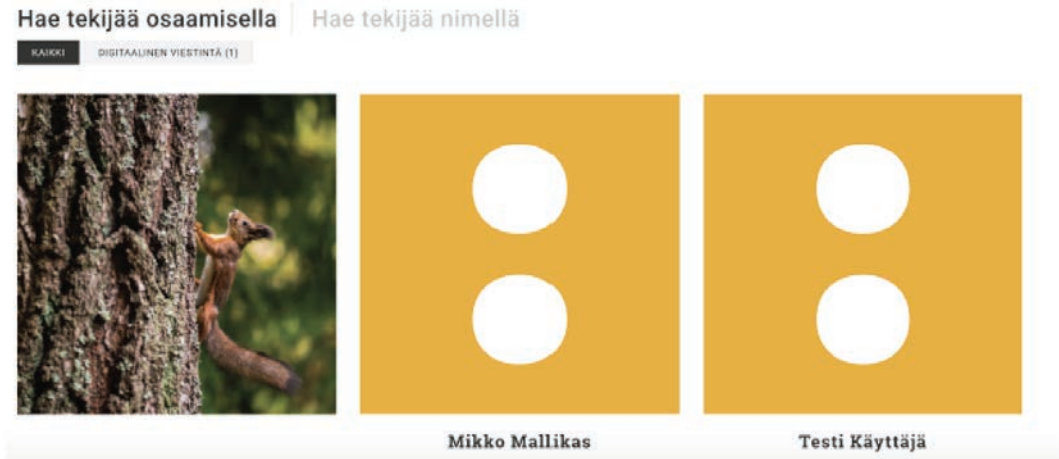 Hae tekijää osaamisella Hae tekijää nimellä
KAIKKI DIGITAALINEN VIESTINTÄ (1)
Mikko Mallikas Testi Käyttäjä